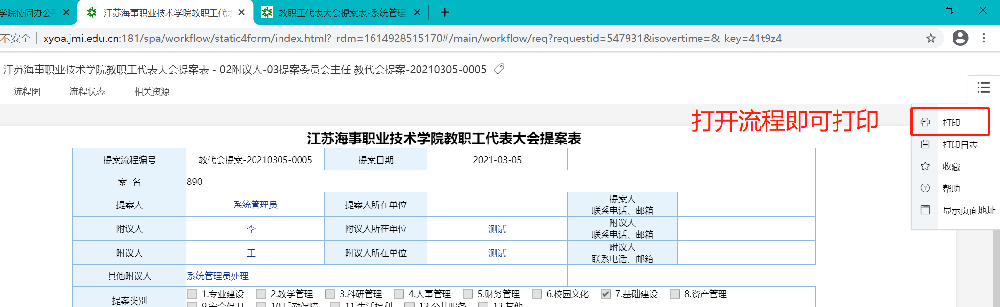 学院协同办公平
江苏海事职业技术学院教职工代表
教职工代表大会提案表-系统管理
不安全
xyoa.jmi.edu.cn:181/spa/workflow/static4form/index.html?_rdm=1614928515170#/main/workflow/req?requestid=547931&isovertime=&_key=41t9z4
江苏海事职业技术学院教职工代表大会提案表 - 02附议人-03提案委员会主任 教代会提案-20210305-0005
流程图 流程状态 相关资源
打开流程即可打印
打印
打印日志
收藏
帮助
显示页面地址
江苏海事职业技术学院教职工代表大会提案表
提案流程编号 教代会提案-20210305-0005 提案日期 2021-03-05
案 名 890
提案人 系统管理员 提案人所在单位 提案人
联系电话、邮箱
附议人 李二 附议人所在单位 测试 附议人
联系电话、邮箱
附议人 王二 附议人所在单位 测试 附议人
联系电话、邮箱
其他附议人 系统管理员处理
提案类别 1.专业建设 2.教学管理 3.科研管理 4.人事管理 5.财务管理 6.校园文化 7.基础建设 8.资产管理
9.安全保卫 10.后勤保障 11.生活福利 12.公共服务 13.其他